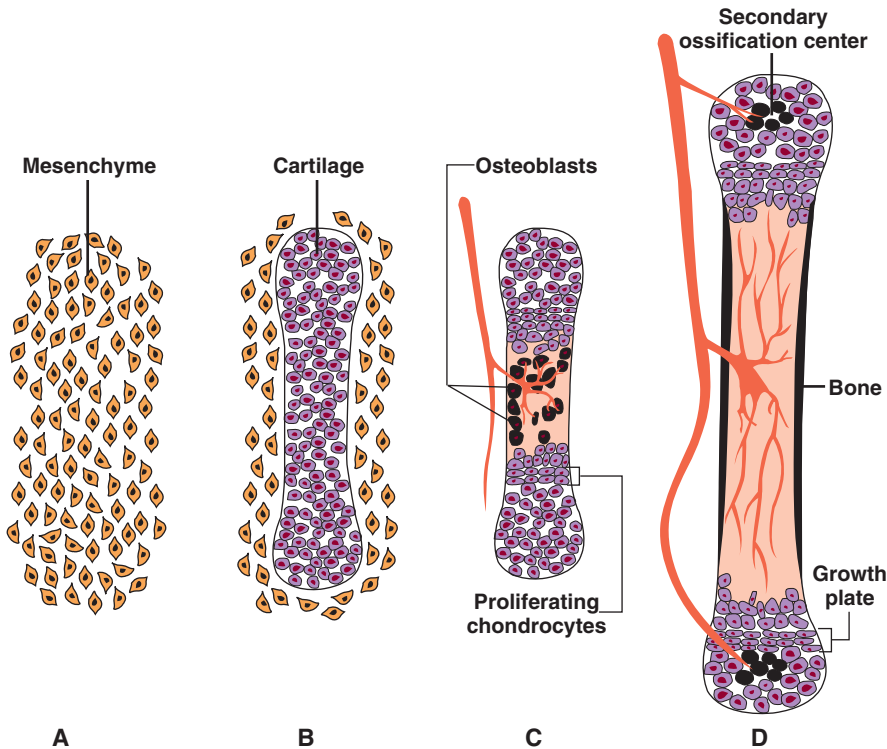 Secondary
ossification center
Mesenchyme
Cartilage
Osteoblasts
Bone
Growth
plate
Proliferating
chondrocytes
A
B
C
D